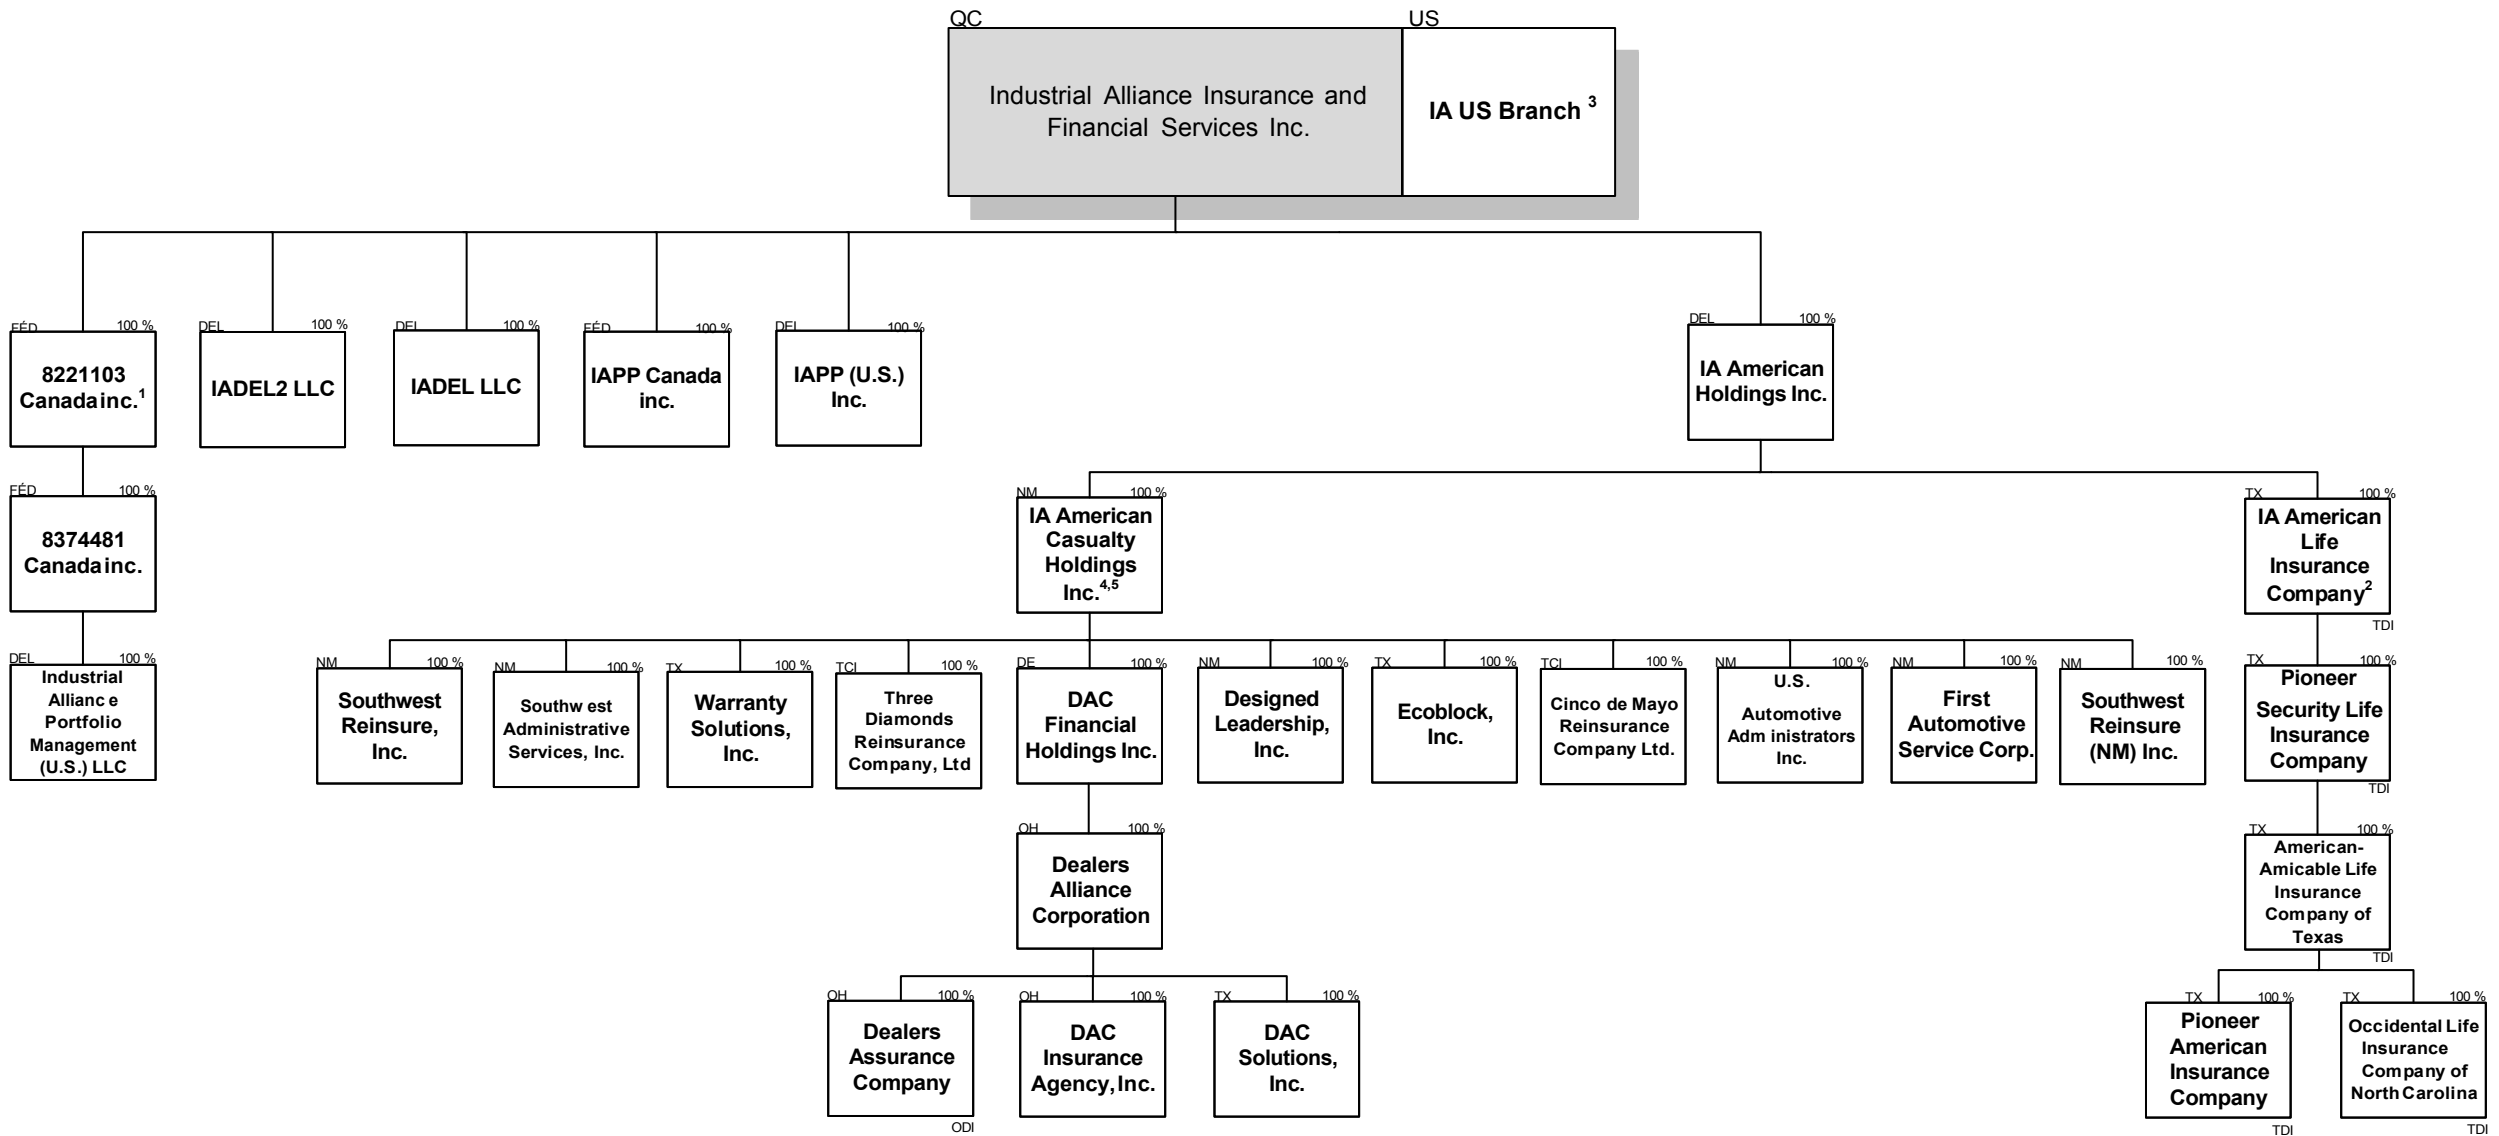 QC
US
Industrial Alliance Insurance and
Financial Services Inc.
IA US Branch 3
FÉD 100 %
8221103
Canada inc.1
DEL 100 %
IADEL2 LLC
DEL 100 %
IADEL LLC
FÉD 100 %
IAPP Canada
inc.
DEL 100 %
IAPP (U.S.)
Inc.
DEL 100 %
IA American
Holdings Inc.
FÉD 100 %
8374481
Canada inc.
NM 100 %
IA American
Casualty
Holdings
Inc.4,5
TX 100 %
IA American
Life
Insurance
Company2
TDI
DEL 100 %
Industrial
Allianc e
Portfolio
Management
(U.S.) LLC
NM 100 %
Southwest
Reinsure,
Inc.
NM 100 %
Southw est
Administrative
Services, Inc.
TX 100 %
Warranty
Solutions,
Inc.
TCI 100 %
Three
Diamonds
Reinsurance
Company, Ltd
DE 100 %
DAC
Financial
Holdings Inc.
NM 100 %
Designed
Leadership,
Inc.
TX 100 %
Ecoblock,
Inc.
TCI 100 %
Cinco de Mayo
Reinsurance
Company Ltd.
NM 100 %
U.S.
Automotive
Adm inistrators
Inc.
NM 100 %
First
Automotive
Service Corp.
NM 100 %
Southwest
Reinsure
(NM) Inc.
TX 100 %
Pioneer
Security Life
Insurance
Company
TDI
OH 100 %
Dealers
Alliance
Corporation
TX 100 %
American-
Amicable Life
Insurance
Company of
Texas
TDI
OH 100 %
Dealers
Assurance
Company
ODI
OH 100 %
DAC
Insurance
Agency, Inc.
TX 100 %
DAC
Solutions,
Inc.
TX 100 %
Pioneer
American
Insurance
Company
TDI
TX 100 %
Occidental Life
Insurance
Company of
North Carolina
TDI